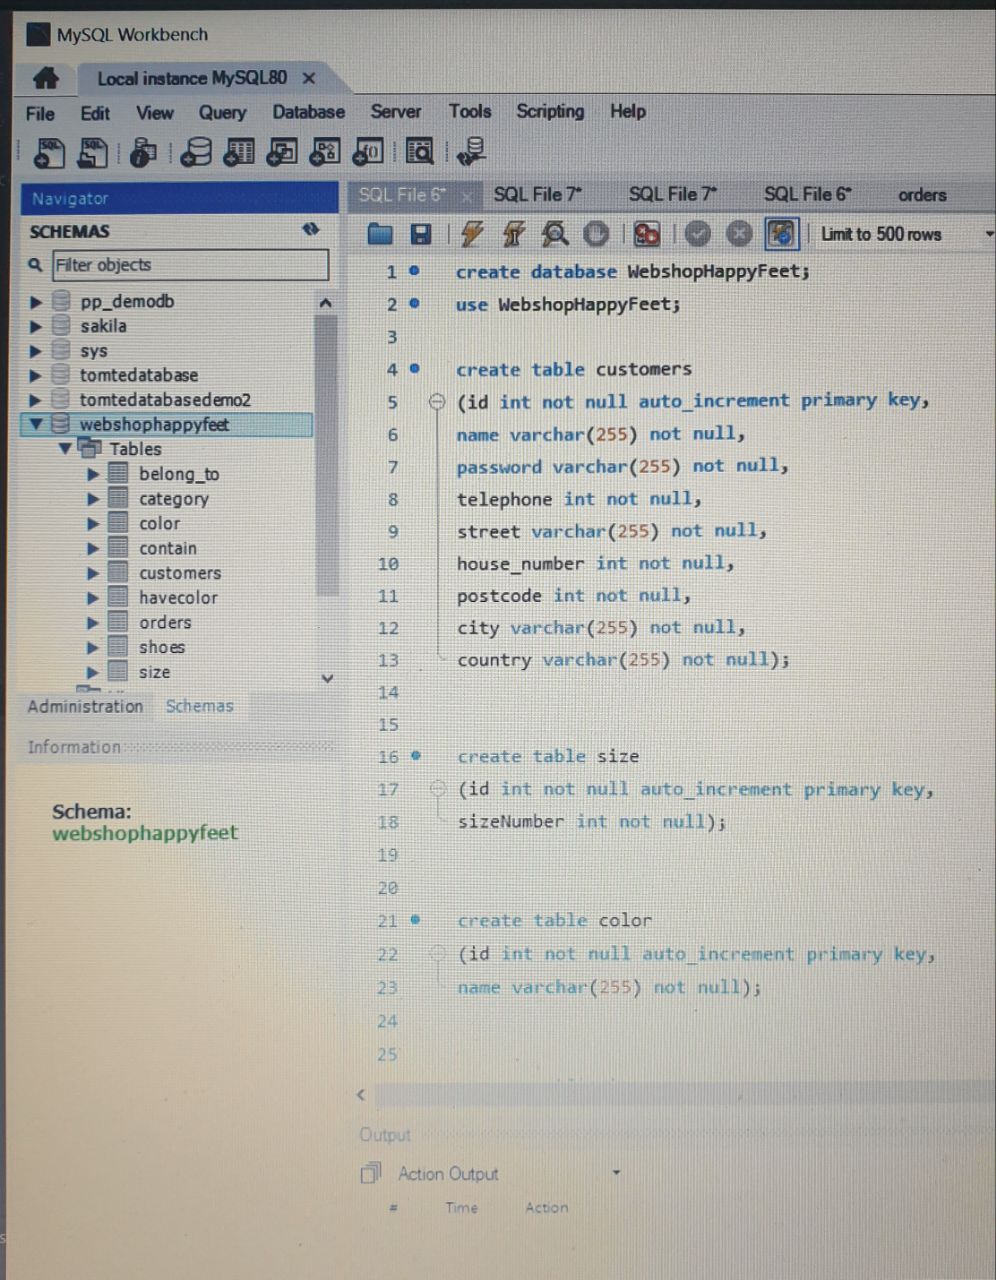 MySQL Workbench
Local instance MySQL80 ×
File Edit View Query Database Server Tools Scripting Help
Navigator
SCHEMAS
Filter objects
pp_demodb
sakila
sys
tomtedatabase
tomtedatabasedemo2
webshophappyfeet
Tables
belong_to
category
color
contain
customers
havecolor
orders
shoes
size
Administration Schemas
Information
Schema:
webshophappyfeet
SQL File 6* × SQL File 7* SQL File 7* SQL File 6* orders
Limit to 500 rows
1 create database WebshopHappyFeet;
2 use WebshopHappyFeet;
3
4 create table customers
5 (id int not null auto_increment primary key,
6 name varchar(255) not null,
7 password varchar(255) not null,
8 telephone int not null,
9 street varchar(255) not null,
10 house_number int not null,
11 postcode int not null,
12 city varchar(255) not null,
13 country varchar(255) not null);
14
15
16 create table size
17 (id int not null auto_increment primary key,
18 sizeNumber int not null);
19
20
21 create table color
22 (id int not null auto_increment primary key,
23 name varchar(255) not null);
24
25
Output
Action Output
# Time Action